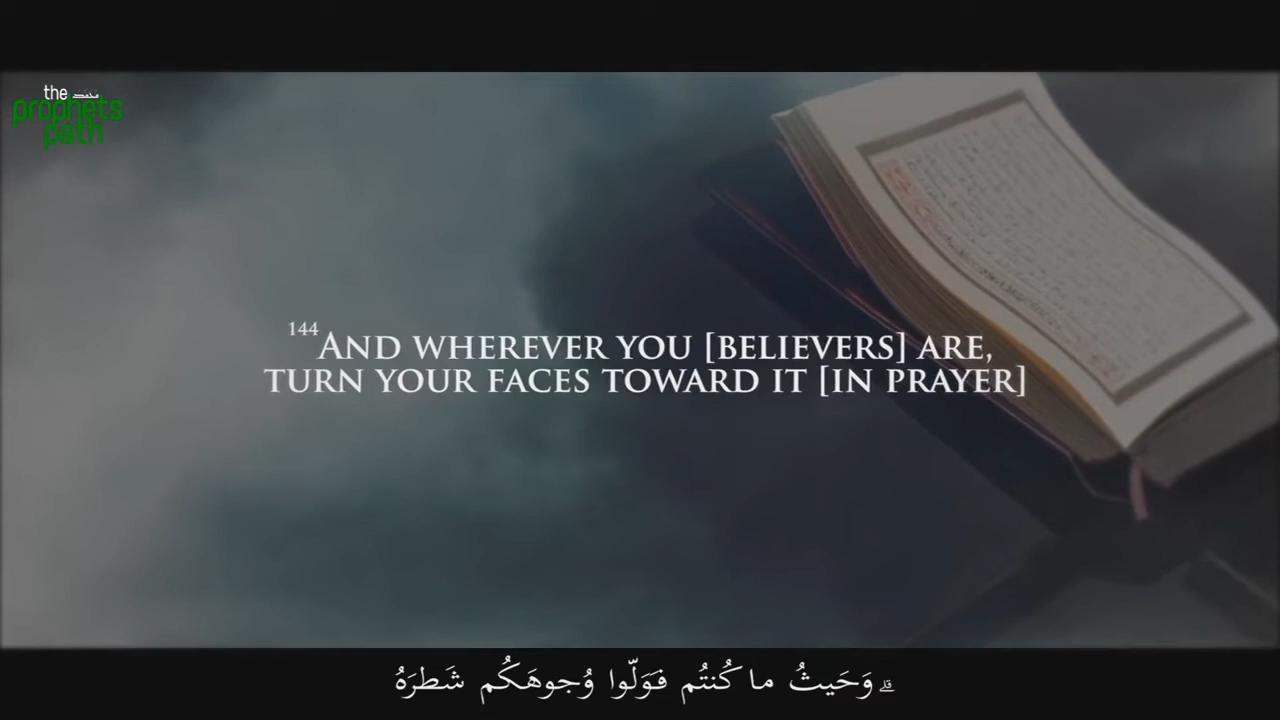 the محمد
prophets
path
144 AND WHEREVER YOU [BELIEVERS] ARE,
TURN YOUR FACES TOWARD IT [IN PRAYER]
وَحَيثُ ما كُنتُم فَوَلّوا وُجوهَكُم شَطرَهُ ۗ